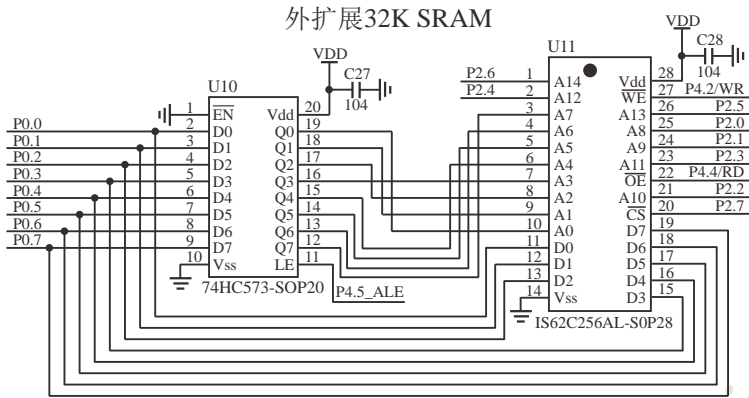 外扩展32K SRAM
VDD
C27
104
U10
1 EN Vdd 20
2 D0 Q0 19
3 D1 Q1 18
4 D2 Q2 17
5 D3 Q3 16
6 D4 Q4 15
7 D5 Q5 14
8 D6 Q6 13
9 D7 Q7 12
10 Vss LE 11
74HC573-SOP20
P0.0
P0.1
P0.2
P0.3
P0.4
P0.5
P0.6
P0.7
P4.5_ALE
VDD
C28
104
U11
P2.6 1 A14 Vdd 28
P2.4 2 A12 WE 27 P4.2/WR
3 A7 A13 26 P2.5
4 A6 A8 25 P2.0
5 A5 A9 24 P2.1
6 A4 A11 23 P2.3
7 A3 OE 22 P4.4/RD
8 A2 A10 21 P2.2
9 A1 CS 20 P2.7
10 A0 D7 19
11 D0 D6 18
12 D1 D5 17
13 D2 D4 16
14 Vss D3 15
IS62C256AL-S0P28